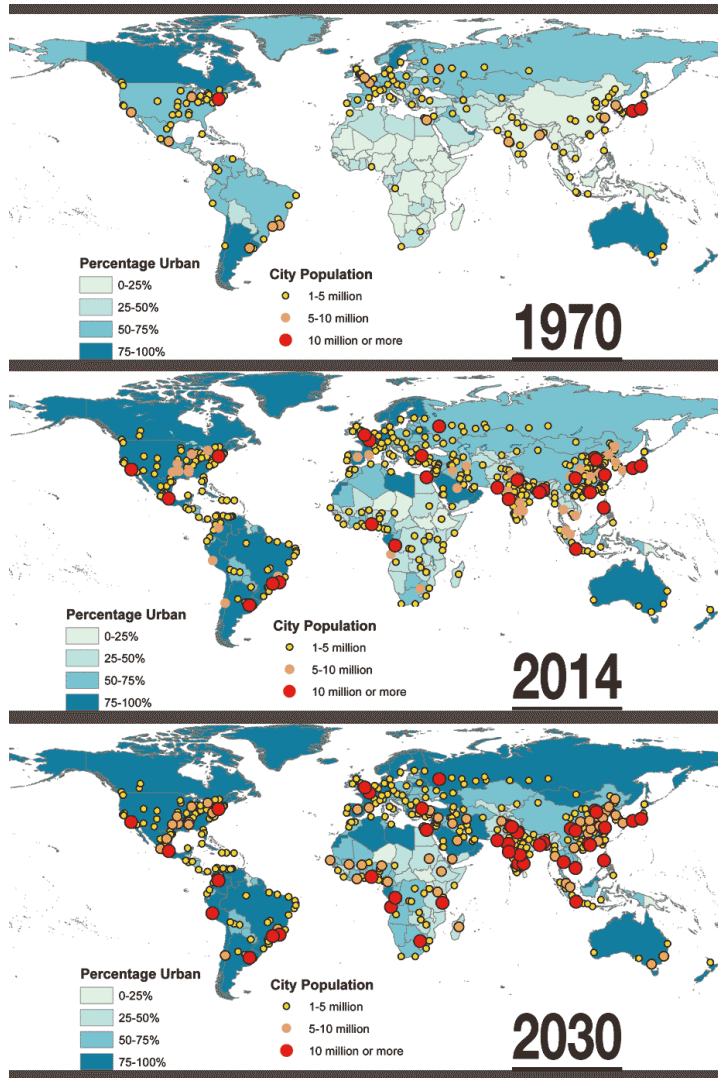 Percentage Urban
0-25%
25-50%
50-75%
75-100%
City Population
1-5 million
5-10 million
10 million or more
1970
Percentage Urban
0-25%
25-50%
50-75%
75-100%
City Population
1-5 million
5-10 million
10 million or more
2014
Percentage Urban
0-25%
25-50%
50-75%
75-100%
City Population
1-5 million
5-10 million
10 million or more
2030